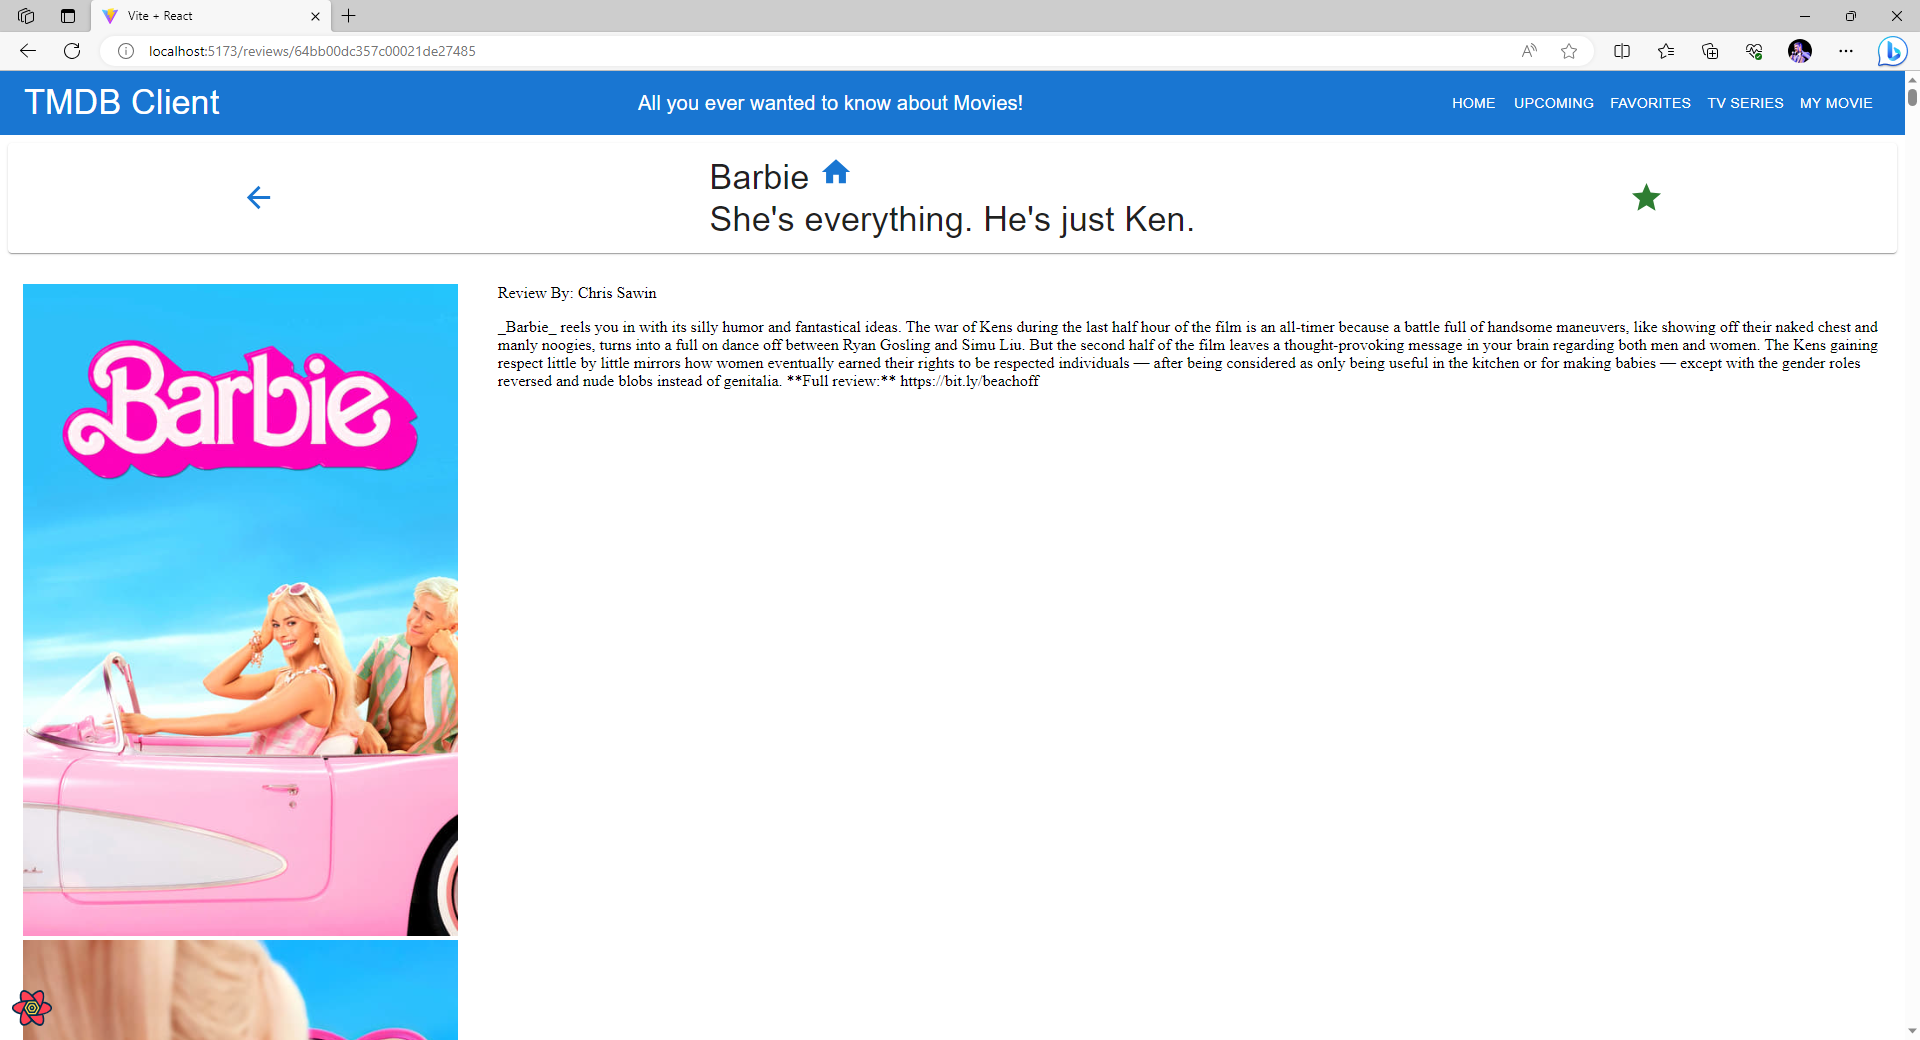 Vite + React
localhost:5173/reviews/64bb00dc357c00021de27485
TMDB Client
All you ever wanted to know about Movies!
HOME UPCOMING FAVORITES TV SERIES MY MOVIE
Barbie
She's everything. He's just Ken.
Barbie
Review By: Chris Sawin
_Barbie_ reels you in with its silly humor and fantastical ideas. The war of Kens during the last half hour of the film is an all-timer because a battle full of handsome maneuvers, like showing off their naked chest and
manly noogies, turns into a full on dance off between Ryan Gosling and Simu Liu. But the second half of the film leaves a thought-provoking message in your brain regarding both men and women. The Kens gaining
respect little by little mirrors how women eventually earned their rights to be respected individuals — after being considered as only being useful in the kitchen or for making babies — except with the gender roles
reversed and nude blobs instead of genitalia. **Full review:** https://bit.ly/beachoff